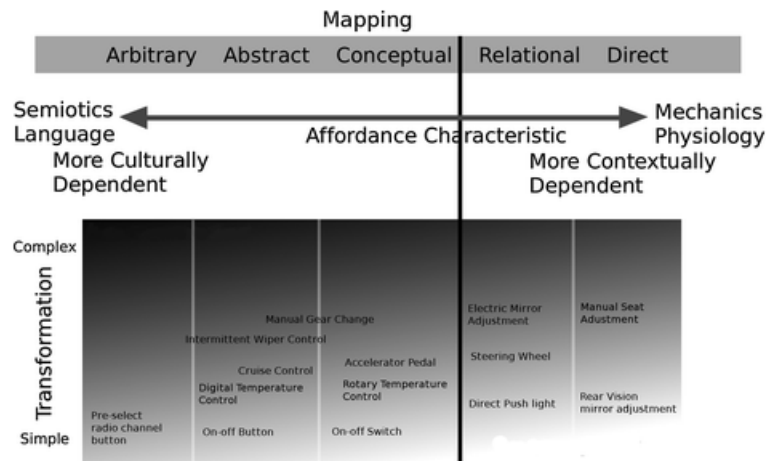 Mapping
Arbitrary Abstract Conceptual Relational Direct
Semiotics
Language
Mechanics
Physiology
Affordance Characteristic
More Culturally
Dependent
More Contextually
Dependent
Complex
Transformation
Simple
Manual Gear Change
Intermittent Wiper Control
Cruise Control
Digital Temperature
Control
On-off Button
Pre-select
radio channel
button
Accelerator Pedal
Rotary Temperature
Control
On-off Switch
Electric Mirror
Adjustment
Steering Wheel
Direct Push light
Manual Seat
Adustment
Rear Vision
mirror adjustment